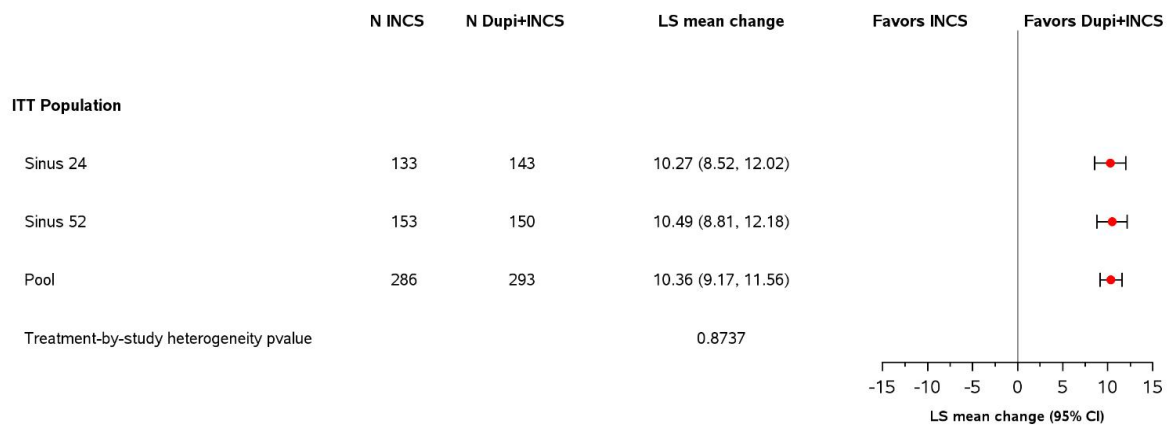 N INCS N Dupi+INCS LS mean change Favors INCS Favors Dupi+INCS
ITT Population
Sinus 24 133 143 10.27 (8.52, 12.02)
Sinus 52 153 150 10.49 (8.81, 12.18)
Pool 286 293 10.36 (9.17, 11.56)
Treatment-by-study heterogeneity pvalue 0.8737
-15 -10 -5 0 5 10 15
LS mean change (95% CI)